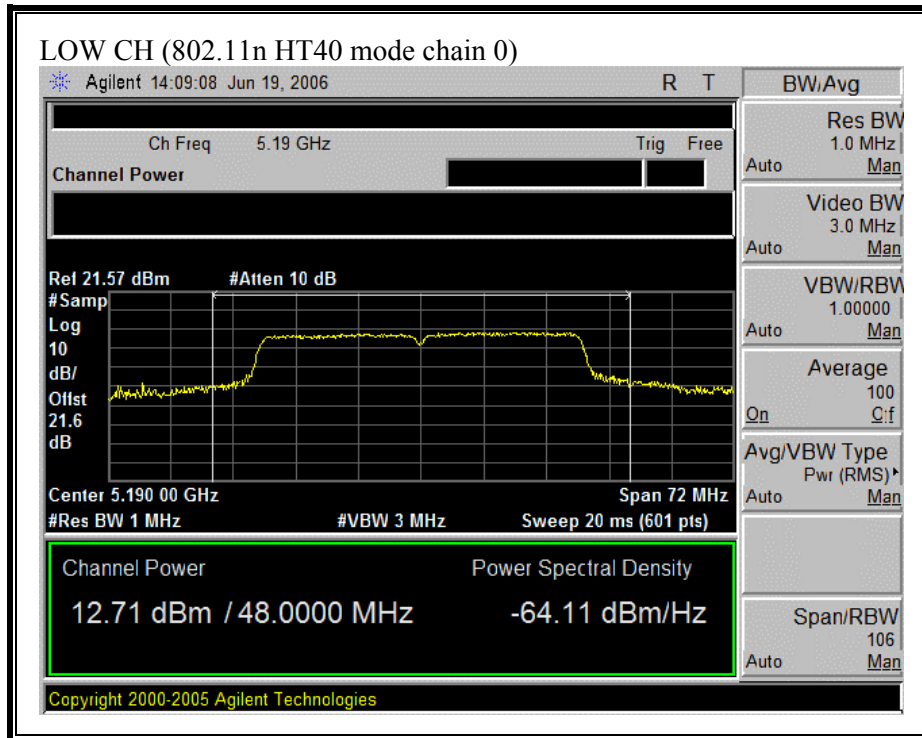 LOW CH (802.11n HT40 mode chain 0)
Agilent 14:09:08 Jun 19, 2006 R T
Ch Freq 5.19 GHz Trig Free
Channel Power
Ref 21.57 dBm #Atten 10 dB
#Samp
Log
10
dB/
Offst
21.6
dB
Center 5.190 00 GHz Span 72 MHz
#Res BW 1 MHz #VBW 3 MHz Sweep 20 ms (601 pts)
Channel Power Power Spectral Density
12.71 dBm / 48.0000 MHz -64.11 dBm/Hz
Copyright 2000-2005 Agilent Technologies
BW/Avg
Res BW
1.0 MHz
Auto Man
Video BW
3.0 MHz
Auto Man
VBW/RBW
1.00000
Auto Man
Average
100
On Off
Avg/VBW Type
Pwr (RMS)
Auto Man
Span/RBW
106
Auto Man